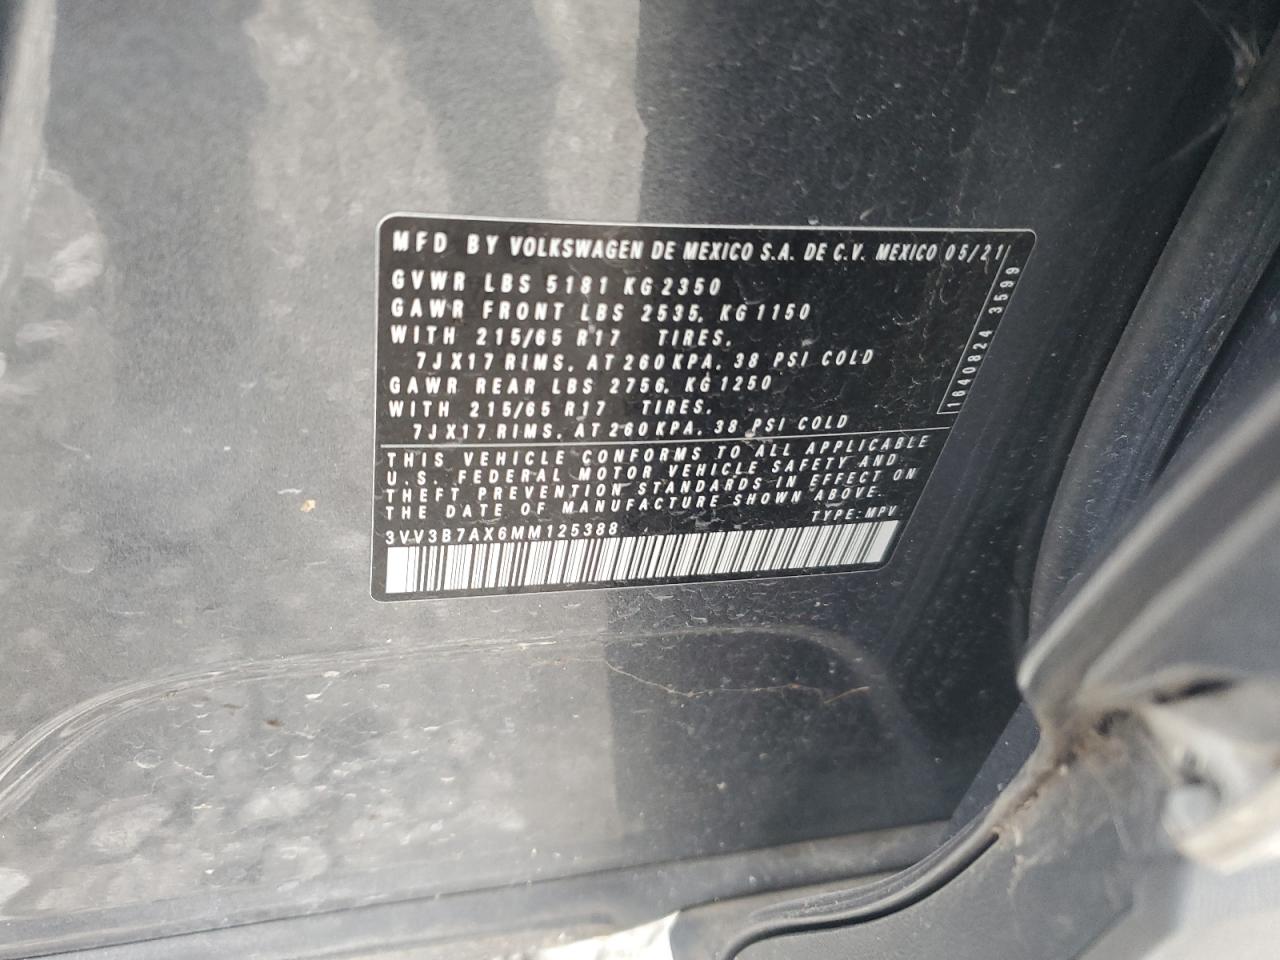 MFD BY VOLKSWAGEN DE MEXICO S.A. DE C.V. MEXICO 05/21
GVWR LBS 5181 KG 2350
GAWR FRONT LBS 2535, KG 1150
WITH 215/65 R17 TIRES,
7JX17 RIMS, AT 260 KPA, 38 PSI COLD
GAWR REAR LBS 2756, KG 1250
WITH 215/65 R17 TIRES,
7JX17 RIMS, AT 260 KPA, 38 PSI COLD
1640824 3599
THIS VEHICLE CONFORMS TO ALL APPLICABLE
U.S. FEDERAL MOTOR VEHICLE SAFETY AND
THEFT PREVENTION STANDARDS IN EFFECT ON
THE DATE OF MANUFACTURE SHOWN ABOVE.
TYPE: MPV
3VV3B7AX6MM125388